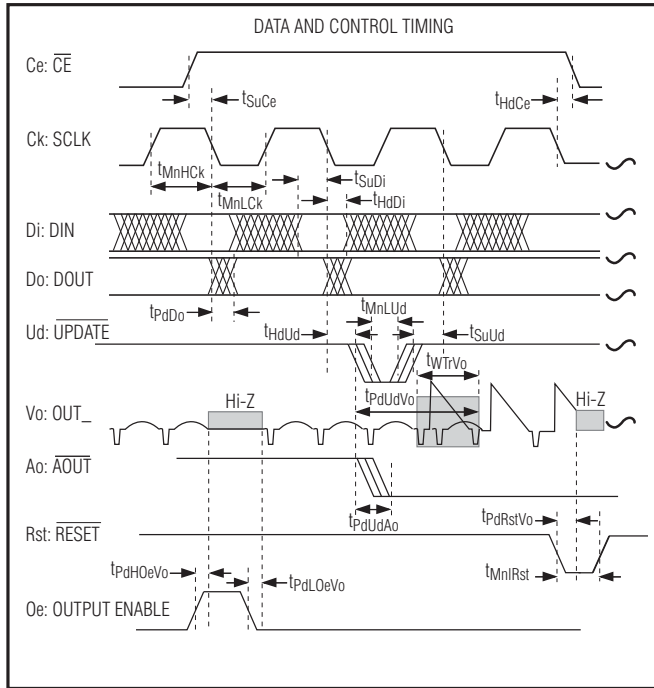 DATA AND CONTROL TIMING
Ce: CE
tSuCe
tHdCe
Ck: SCLK
tMnHCk
tMnLCk
tSuDi
tHdDi
Di: DIN
Do: DOUT
tPdDo
tMnLUd
tHdUd
tSuUd
Ud: UPDATE
tWTrVo
tPdUdVo
Hi-Z
Hi-Z
Vo: OUT_
Ao: AOUT
tPdUdAo
tPdRstVo
Rst: RESET
tMnlRst
tPdHOeVo
tPdLOeVo
Oe: OUTPUT ENABLE